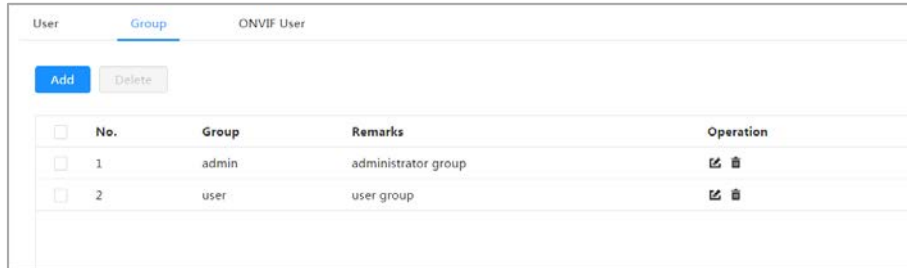 User Group ONVIF User
Add Delete
No. Group Remarks Operation
1 admin administrator group
2 user user group